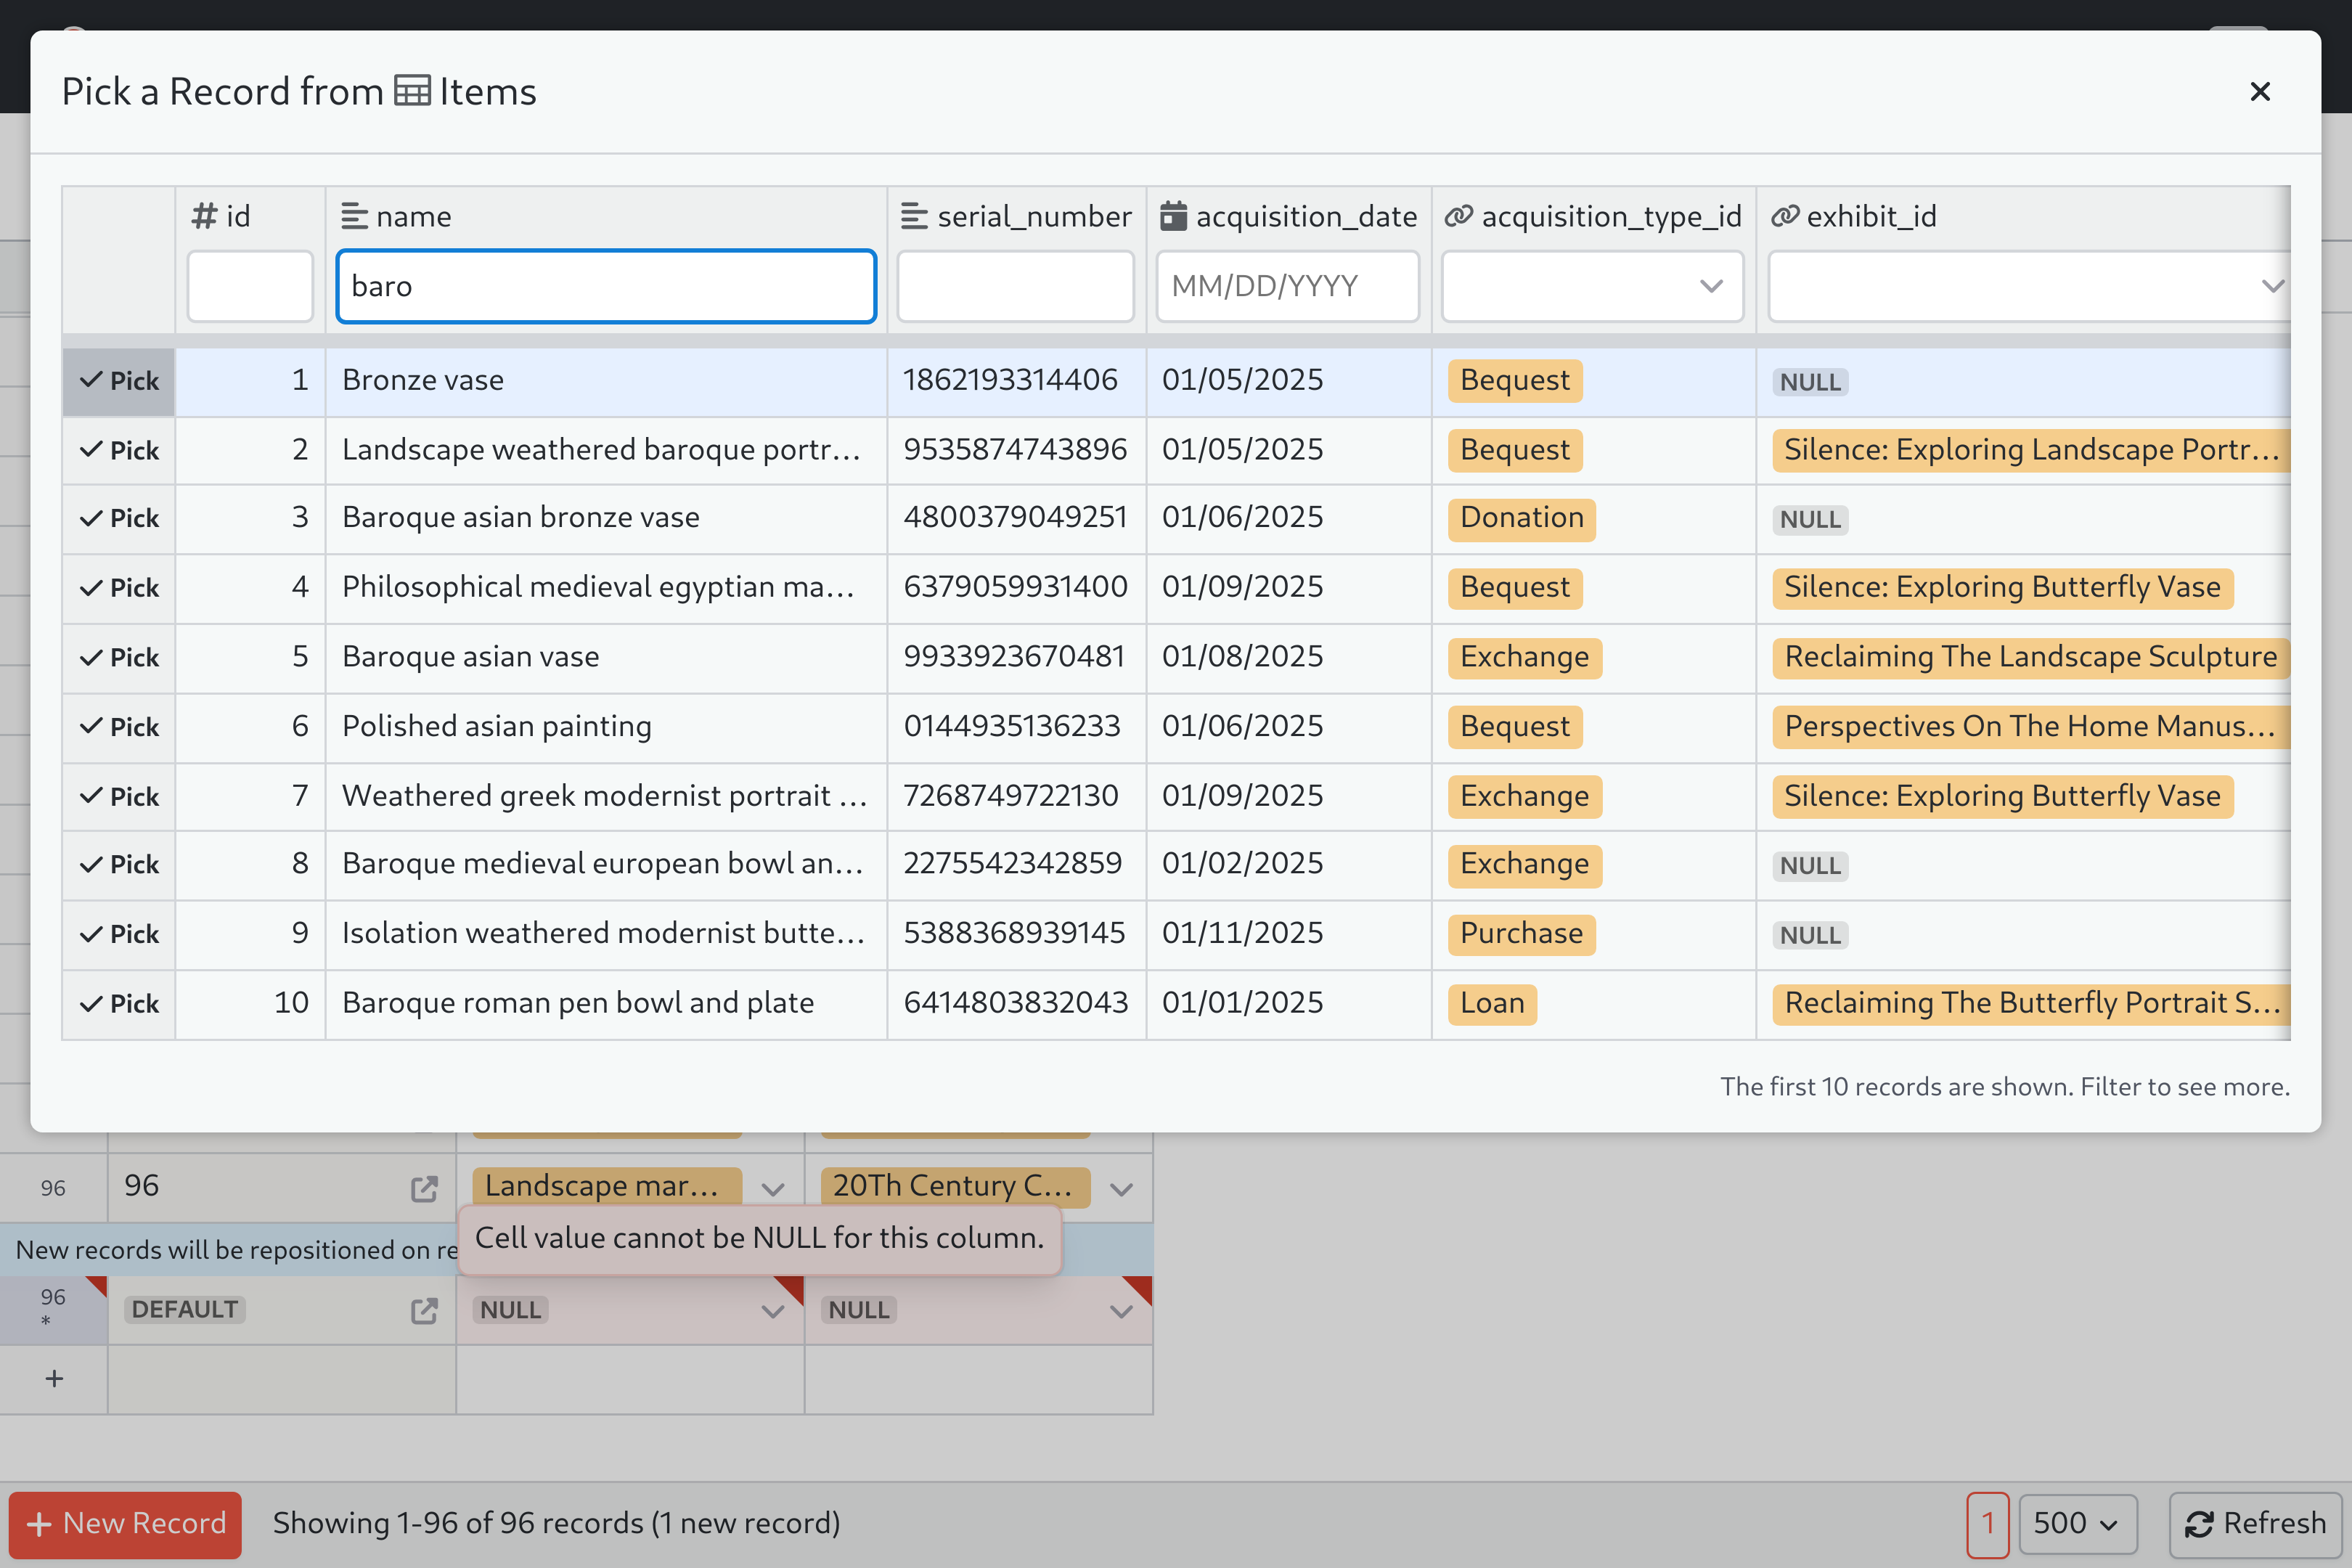 Pick a Record from Items
id name serial_number acquisition_date acquisition_type_id exhibit_id
baro MM/DD/YYYY
Pick 1 Bronze vase 1862193314406 01/05/2025 Bequest NULL
Pick 2 Landscape weathered baroque portr... 9535874743896 01/05/2025 Bequest Silence: Exploring Landscape Portr...
Pick 3 Baroque asian bronze vase 4800379049251 01/06/2025 Donation NULL
Pick 4 Philosophical medieval egyptian ma... 6379059931400 01/09/2025 Bequest Silence: Exploring Butterfly Vase
Pick 5 Baroque asian vase 9933923670481 01/08/2025 Exchange Reclaiming The Landscape Sculpture
Pick 6 Polished asian painting 0144935136233 01/06/2025 Bequest Perspectives On The Home Manus...
Pick 7 Weathered greek modernist portrait ... 7268749722130 01/09/2025 Exchange Silence: Exploring Butterfly Vase
Pick 8 Baroque medieval european bowl an... 2275542342859 01/02/2025 Exchange NULL
Pick 9 Isolation weathered modernist butte... 5388368939145 01/11/2025 Purchase NULL
Pick 10 Baroque roman pen bowl and plate 6414803832043 01/01/2025 Loan Reclaiming The Butterfly Portrait S...
The first 10 records are shown. Filter to see more.
96 96 Landscape mar... 20Th Century C...
New records will be repositioned on re
Cell value cannot be NULL for this column.
96 DEFAULT NULL NULL
*
+
+ New Record Showing 1-96 of 96 records (1 new record) 1 500 Refresh